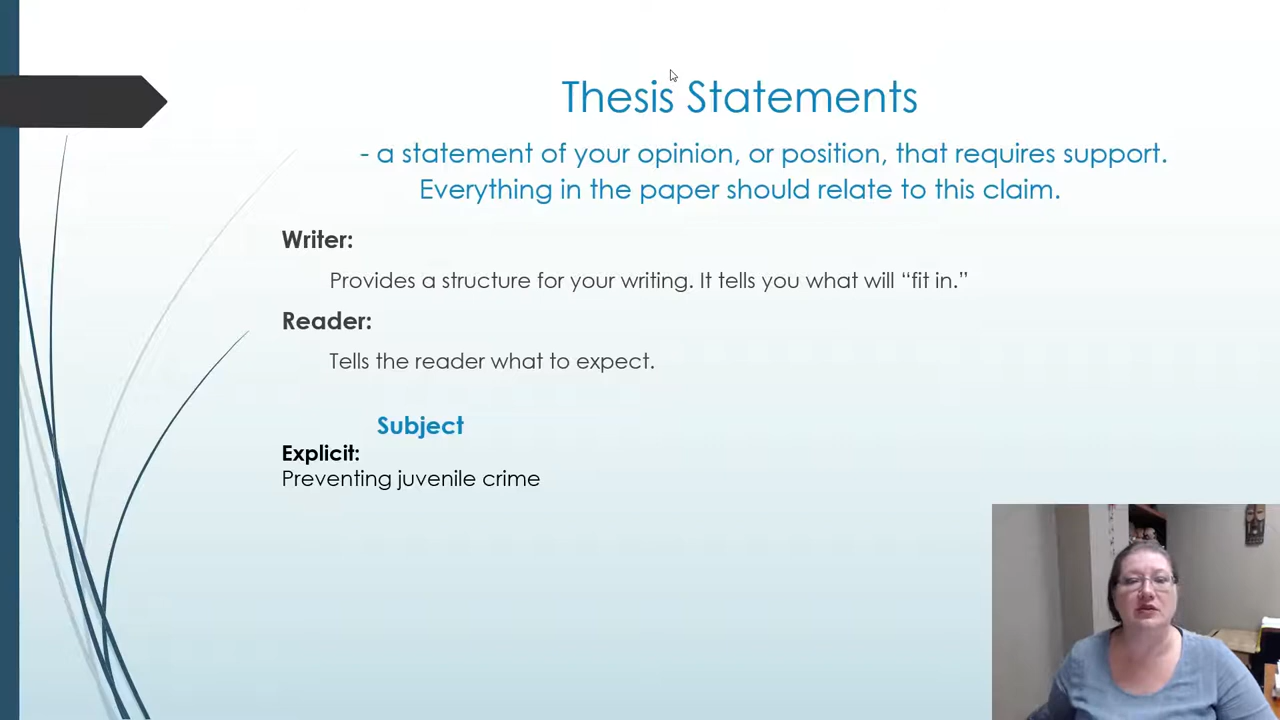 Thesis Statements
- a statement of your opinion, or position, that requires support.
Everything in the paper should relate to this claim.
Writer:
Provides a structure for your writing. It tells you what will “fit in.”
Reader:
Tells the reader what to expect.
Subject
Explicit:
Preventing juvenile crime